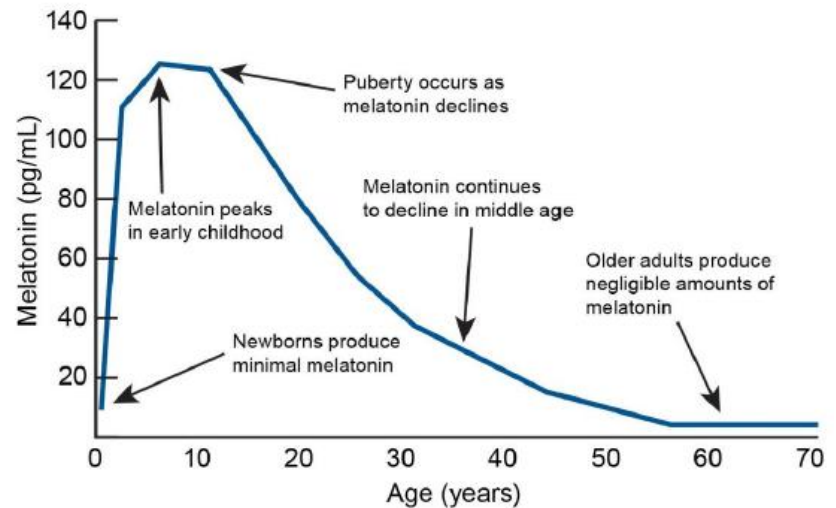 140
120
100
80
60
40
20
Melatonin (pg/mL)
Puberty occurs as
melatonin declines
Melatonin peaks
in early childhood
Melatonin continues
to decline in middle age
Older adults produce
negligible amounts of
melatonin
Newborns produce
minimal melatonin
0 10 20 30 40 50 60 70
Age (years)